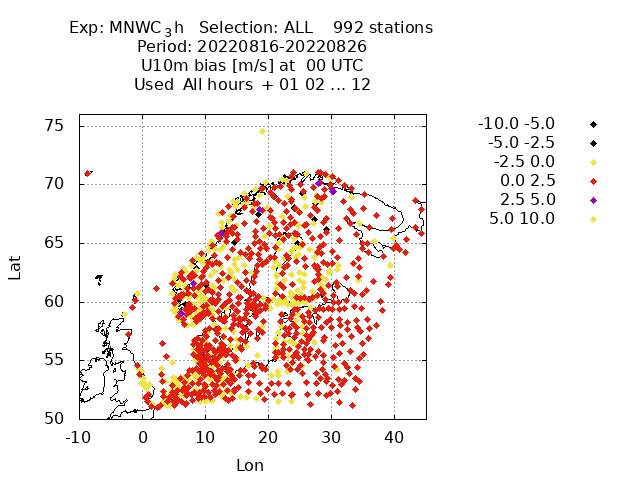 Exp: MNWC3h Selection: ALL 992 stations
Period: 20220816-20220826
U10m bias [m/s] at 00 UTC
Used All hours + 01 02 ... 12
-10.0 -5.0
-5.0 -2.5
-2.5 0.0
0.0 2.5
2.5 5.0
5.0 10.0
75
70
65
60
55
50
Lat
-10 0 10 20 30 40
Lon